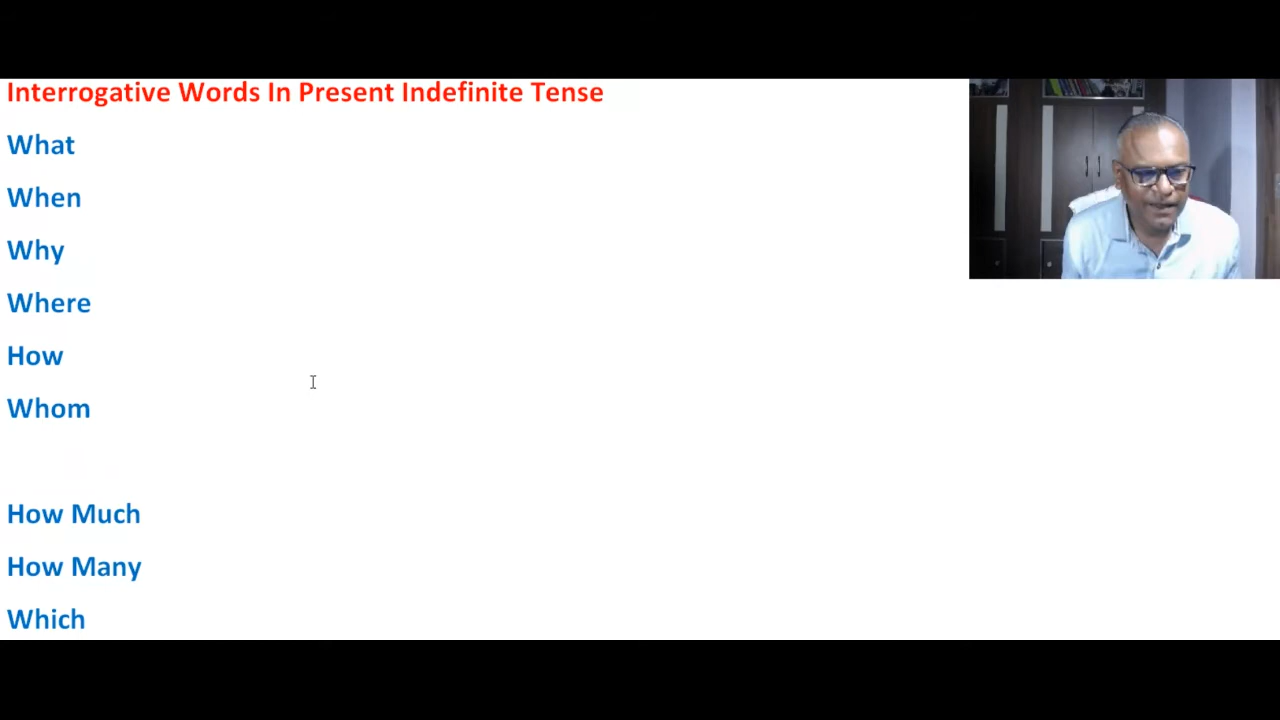 Interrogative Words In Present Indefinite Tense
What
When
Why
Where
How
Whom
How Much
How Many
Which